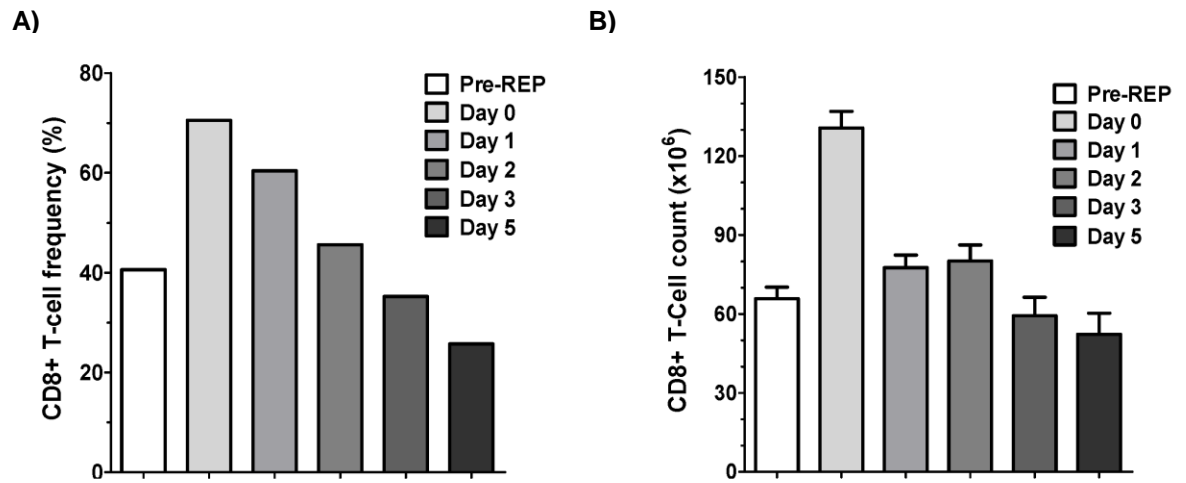 A)
CD8+ T-cell frequency (%)
80
60
40
20
0
Pre-REP
Day 0
Day 1
Day 2
Day 3
Day 5
B)
CD8+ T-Cell count (x10⁶)
150
120
90
60
30
0
Pre-REP
Day 0
Day 1
Day 2
Day 3
Day 5